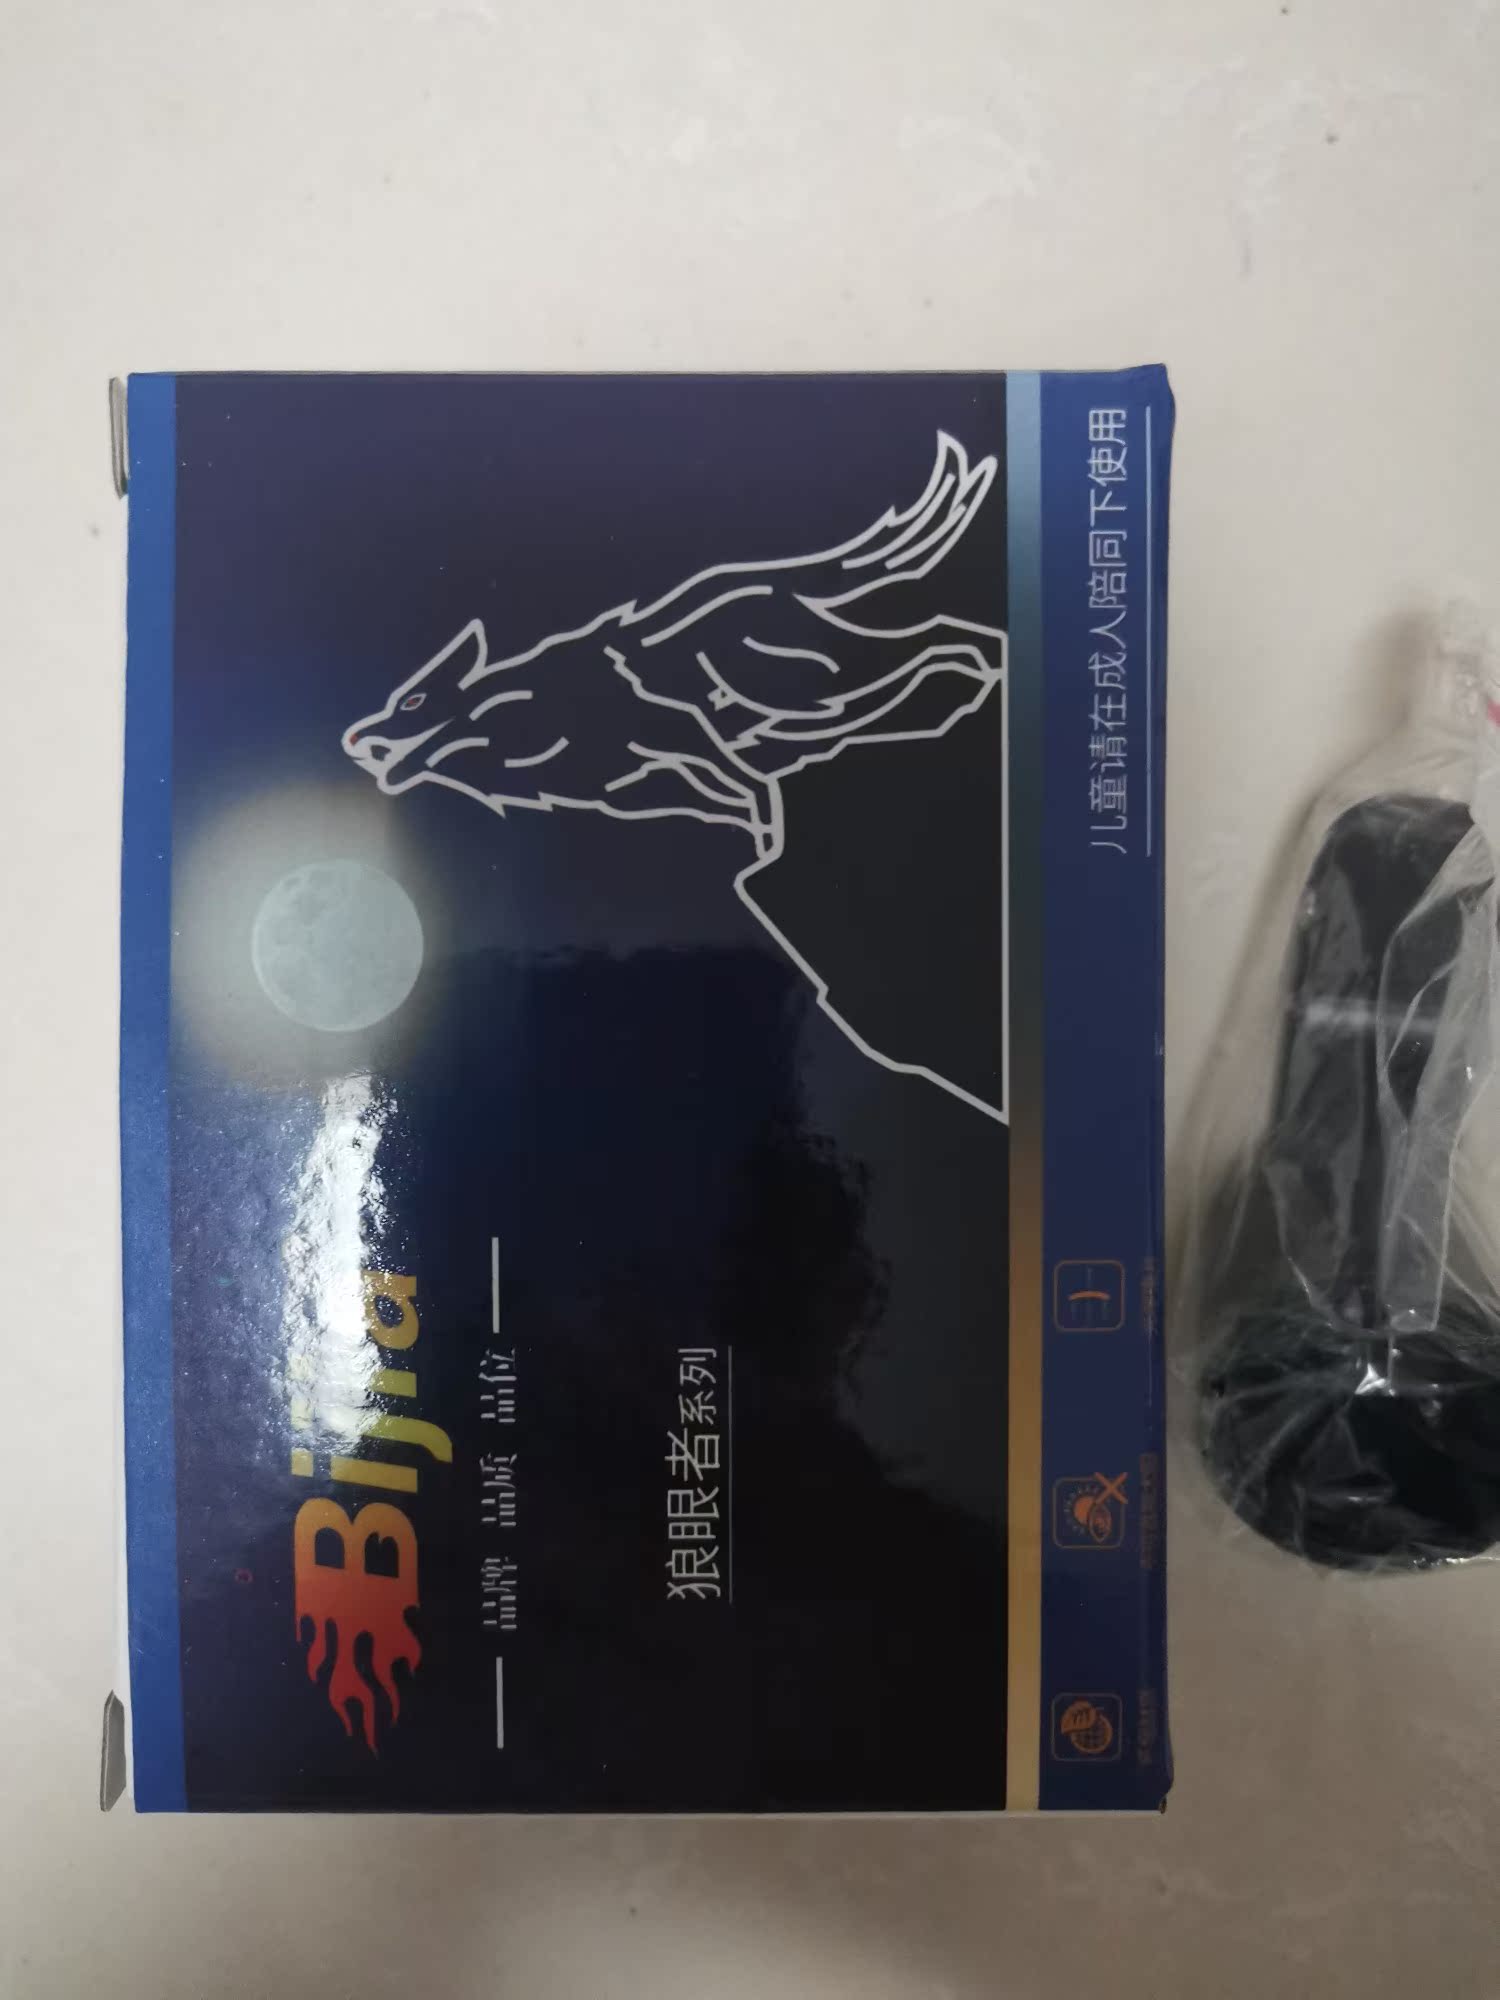 Bijia
品牌 品质 品位
狼眼者系列
儿童请在成人陪同下使用